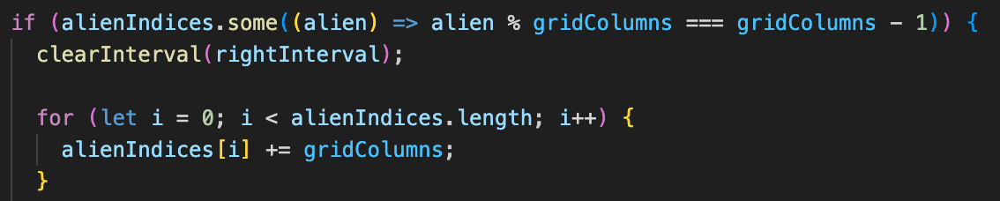 if (alienIndices.some((alien) => alien % gridColumns === gridColumns - 1)) {
  clearInterval(rightInterval);

  for (let i = 0; i < alienIndices.length; i++) {
    alienIndices[i] += gridColumns;
  }